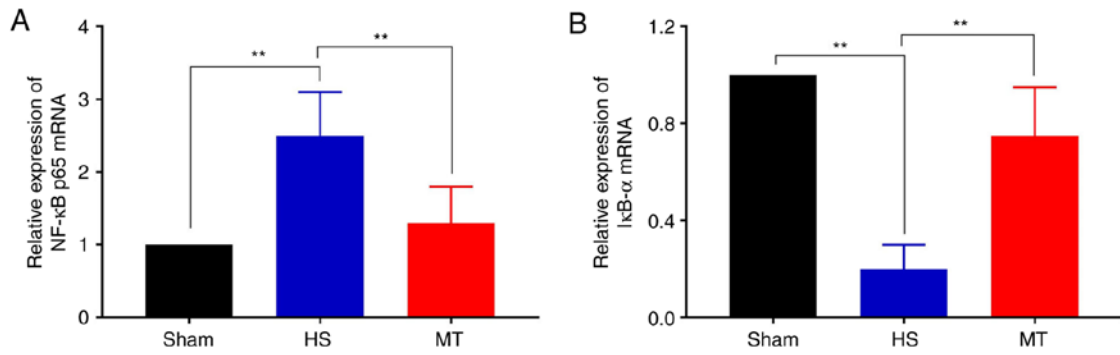 A
Relative expression of
NF-κB p65 mRNA
4
3
2
1
0
**
**
Sham
HS
MT
B
Relative expression of
IκB-α mRNA
1.2
0.8
0.4
0.0
**
**
Sham
HS
MT